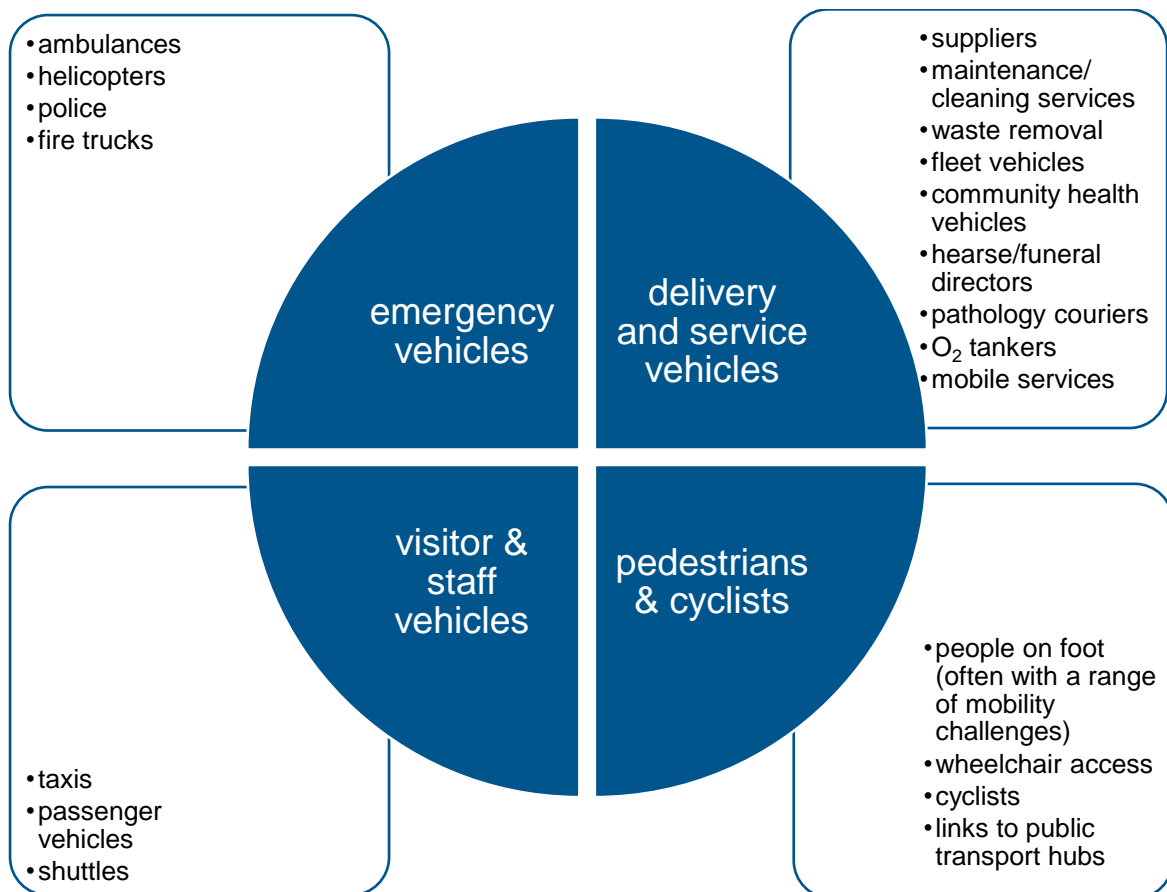 •ambulances
•helicopters
•police
•fire trucks
•suppliers
•maintenance/
cleaning services
•waste removal
•fleet vehicles
•community health
vehicles
•hearse/funeral
directors
•pathology couriers
•O₂ tankers
•mobile services
emergency
vehicles
delivery
and service
vehicles
visitor &
staff
vehicles
pedestrians
& cyclists
•taxis
•passenger
vehicles
•shuttles
•people on foot
(often with a range
of mobility
challenges)
•wheelchair access
•cyclists
•links to public
transport hubs